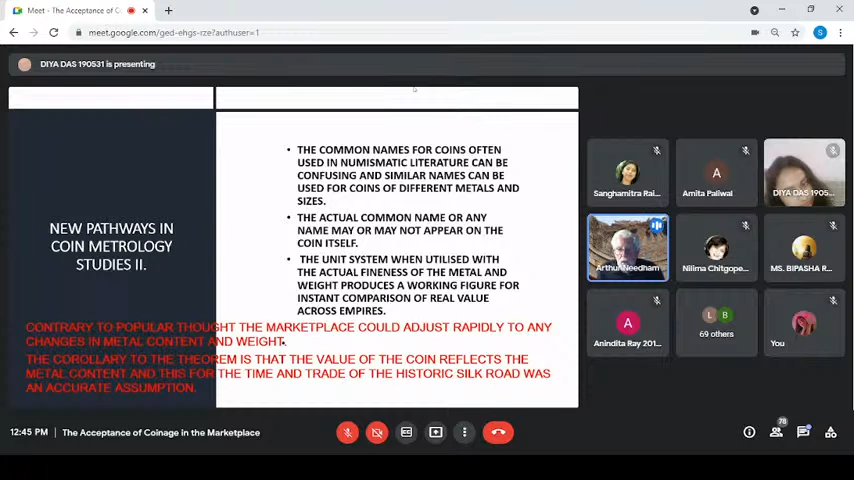 Meet - The Acceptance of C
meet.google.com/ged-ehgs-rze?authuser=1
S
DIYA DAS 190531 is presenting
NEW PATHWAYS IN
COIN METROLOGY
STUDIES II.
• THE COMMON NAMES FOR COINS OFTEN
USED IN NUMISMATIC LITERATURE CAN BE
CONFUSING AND SIMILAR NAMES CAN BE
USED FOR COINS OF DIFFERENT METALS AND
SIZES.
• THE ACTUAL COMMON NAME OR ANY
NAME MAY OR MAY NOT APPEAR ON THE
COIN ITSELF.
• THE UNIT SYSTEM WHEN UTILISED WITH
THE ACTUAL FINENESS OF THE METAL AND
WEIGHT PRODUCES A WORKING FIGURE FOR
INSTANT COMPARISON OF REAL VALUE
ACROSS EMPIRES.
CONTRARY TO POPULAR THOUGHT THE MARKETPLACE COULD ADJUST RAPIDLY TO ANY
CHANGES IN METAL CONTENT AND WEIGHT.
THE COROLLARY TO THE THEOREM IS THAT THE VALUE OF THE COIN REFLECTS THE
METAL CONTENT AND THIS FOR THE TIME AND TRADE OF THE HISTORIC SILK ROAD WAS
AN ACCURATE ASSUMPTION.
Sanghamitra Rai...
A
Amita Paliwal
DIYA DAS 1905...
Arthur Needham
Nilima Chitgope...
MS. BIPASHA R...
A
Anindita Ray 201...
L B
69 others
You
12:45 PM | The Acceptance of Coinage in the Marketplace
78